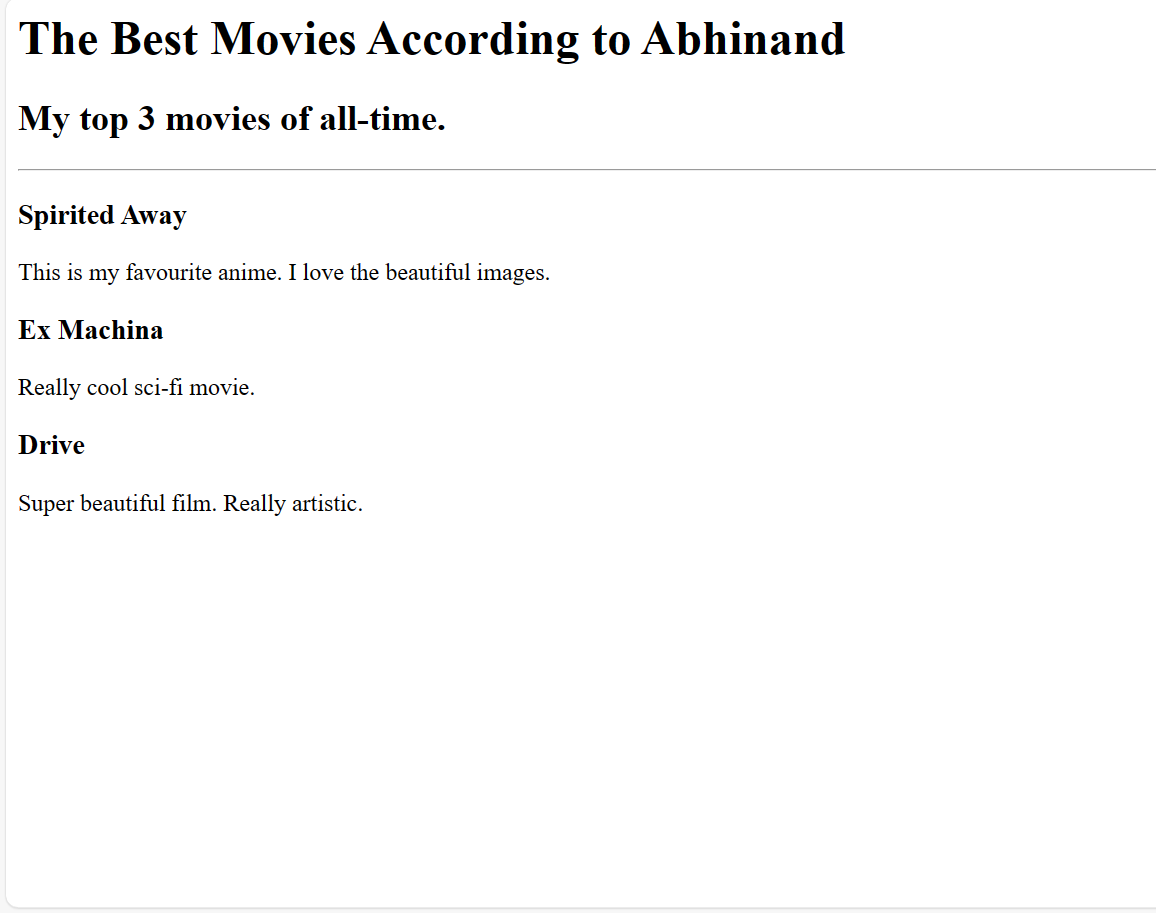 The Best Movies According to Abhinand
My top 3 movies of all-time.
Spirited Away
This is my favourite anime. I love the beautiful images.
Ex Machina
Really cool sci-fi movie.
Drive
Super beautiful film. Really artistic.